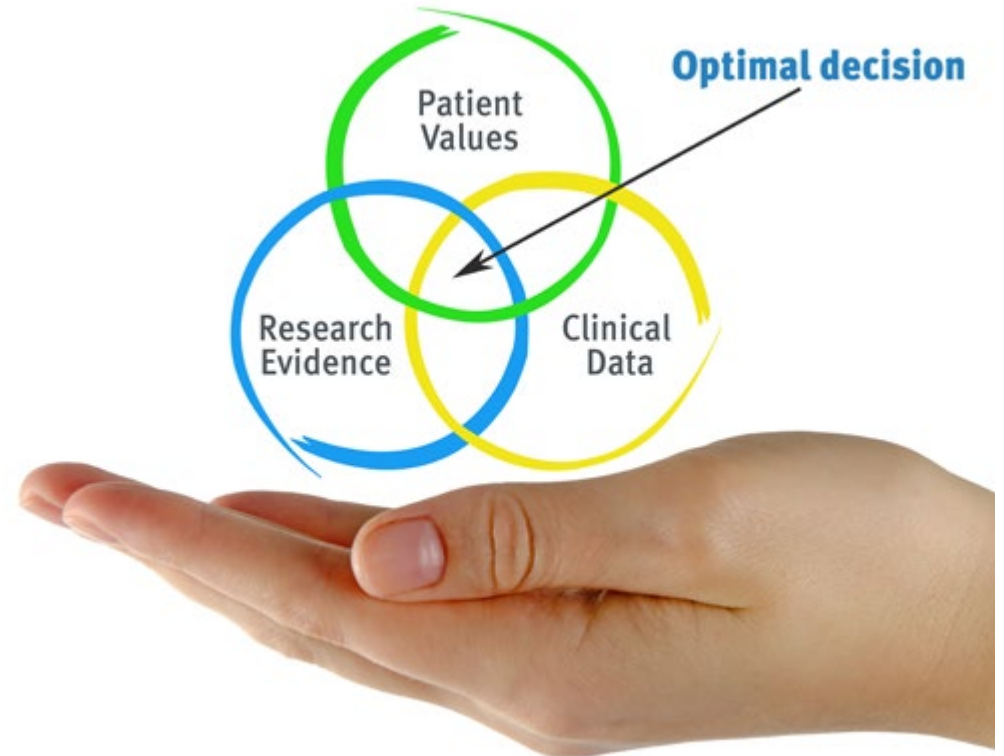 Optimal decision
Patient
Values
Research
Evidence
Clinical
Data